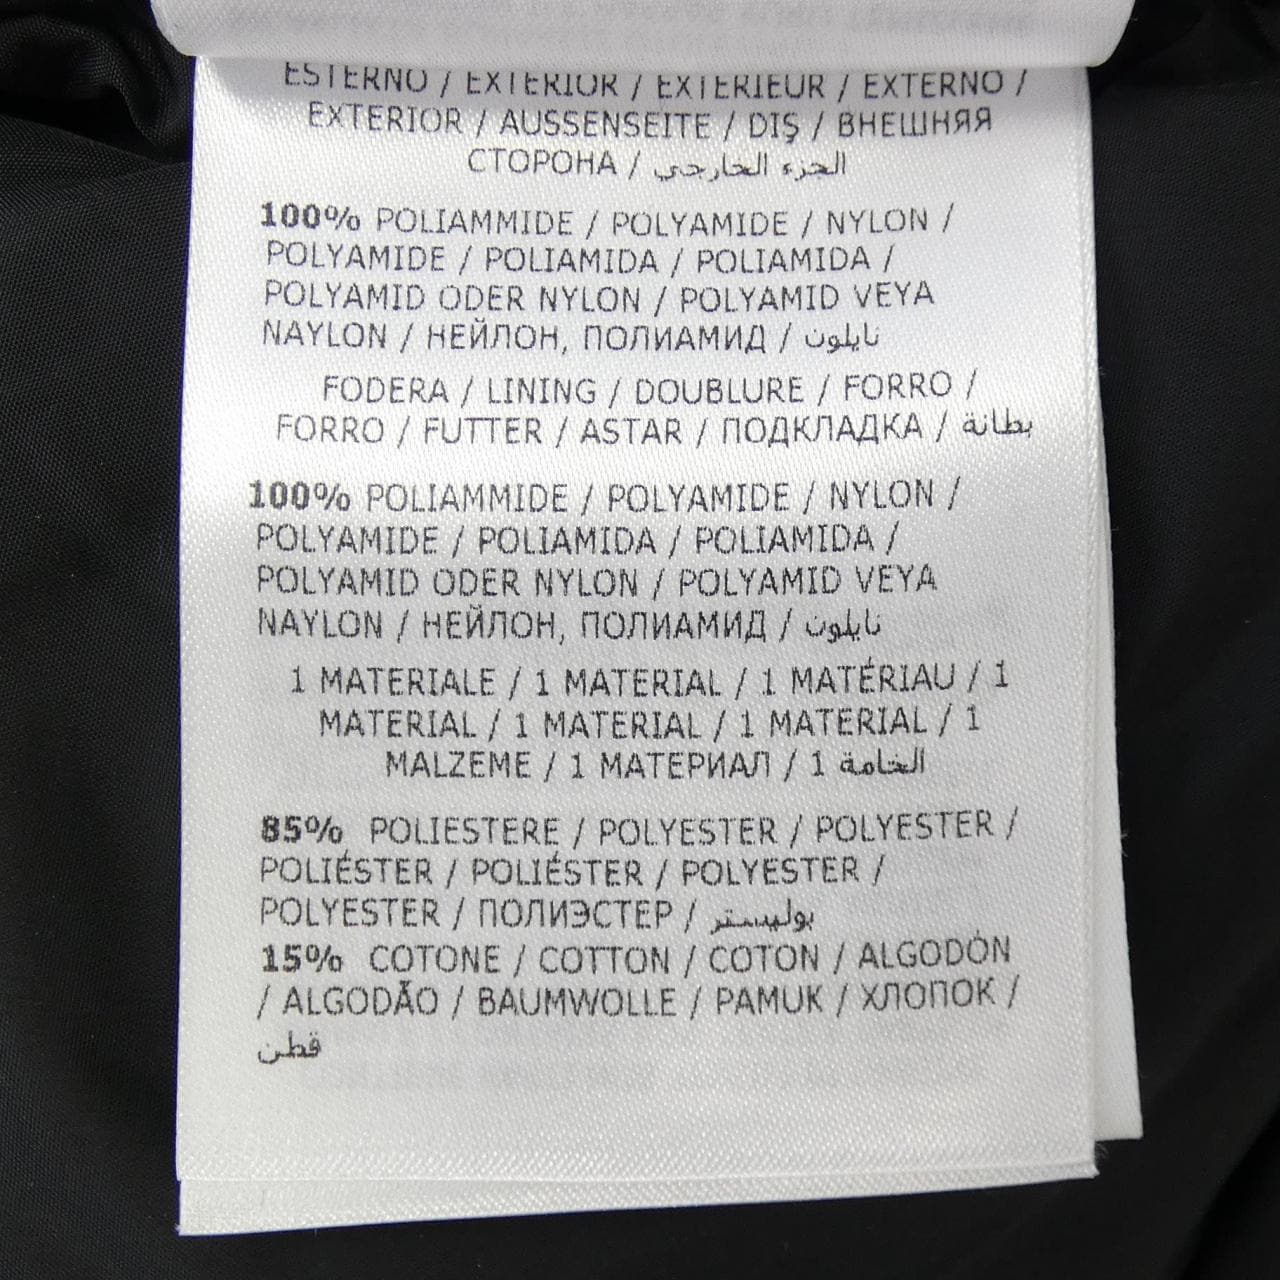 ESTERNO / EXTERIOR / EXTÉRIEUR / EXTERNO /
EXTERIOR / AUSSENSEITE / DIŞ / ВНЕШНЯЯ
СТОРОНА / الجزء الخارجي
100% POLIAMMIDE / POLYAMIDE / NYLON /
POLYAMIDE / POLIAMIDA / POLIAMIDA /
POLYAMID ODER NYLON / POLYAMID VEYA
NAYLON / НЕЙЛОН, ПОЛИАМИД / نايلون
FODERA / LINING / DOUBLURE / FORRO /
FORRO / FUTTER / ASTAR / ПОДКЛАДКА / بطانة
100% POLIAMMIDE / POLYAMIDE / NYLON /
POLYAMIDE / POLIAMIDA / POLIAMIDA /
POLYAMID ODER NYLON / POLYAMID VEYA
NAYLON / НЕЙЛОН, ПОЛИАМИД / نايلون
1 MATERIALE / 1 MATERIAL / 1 MATÉRIAU / 1
MATERIAL / 1 MATERIAL / 1 MATERIAL / 1
MALZEME / 1 МАТЕРИАЛ / 1 الخامة
85% POLIESTERE / POLYESTER / POLYESTER /
POLIÉSTER / POLIÉSTER / POLYESTER /
POLYESTER / ПОЛИЭСТЕР / بوليستر
15% COTONE / COTTON / COTON / ALGODÓN
/ ALGODÃO / BAUMWOLLE / PAMUK / ХЛОПОК /
قطن